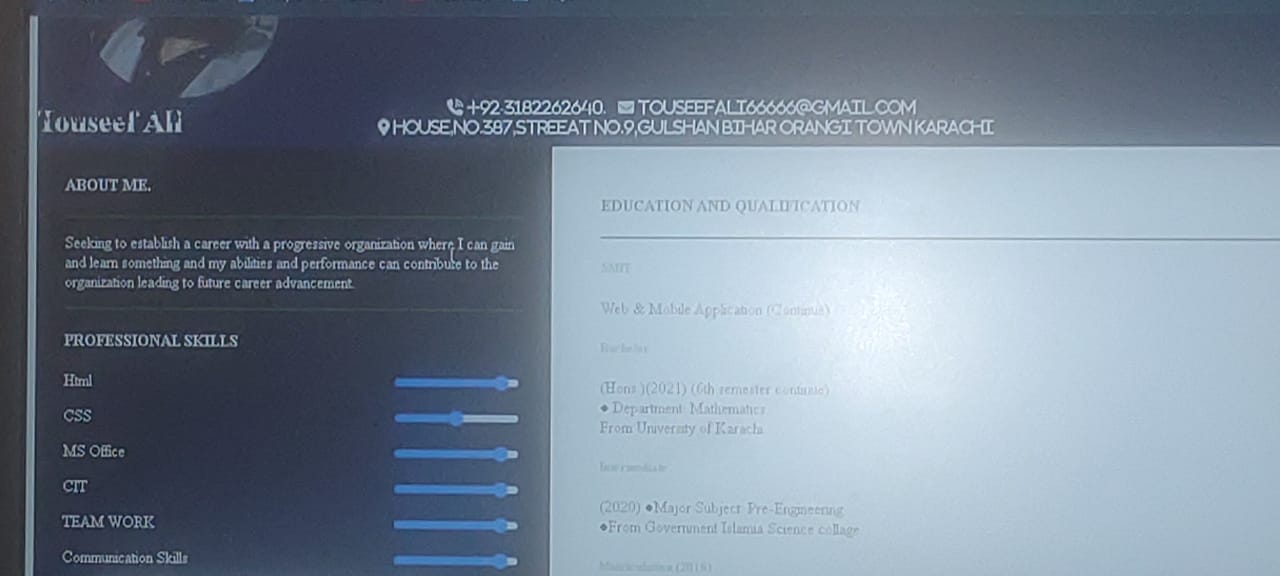 Touseef Ali
+92-3182262640. TOUSEEFALI66666@GMAIL.COM
HOUSE,NO.387,STREEAT NO.9,GULSHAN BIHAR ORANGI TOWN KARACHI
ABOUT ME.
Seeking to establish a career with a progressive organization where I can gain
and learn something and my abilities and performance can contribute to the
organization leading to future career advancement.
PROFESSIONAL SKILLS
Html
CSS
MS Office
CIT
TEAM WORK
Communication Skills
EDUCATION AND QUALIFICATION
SMIT
Web & Mobile Application (Continue)
Bachelor
(Hons.)(2021) (6th semester continue)
◆ Department: Mathematics
From University of Karachi
Intermediate
(2020) ◆Major Subject: Pre-Engineering
◆From Government Islamia Science collage
Matriculation (2018)